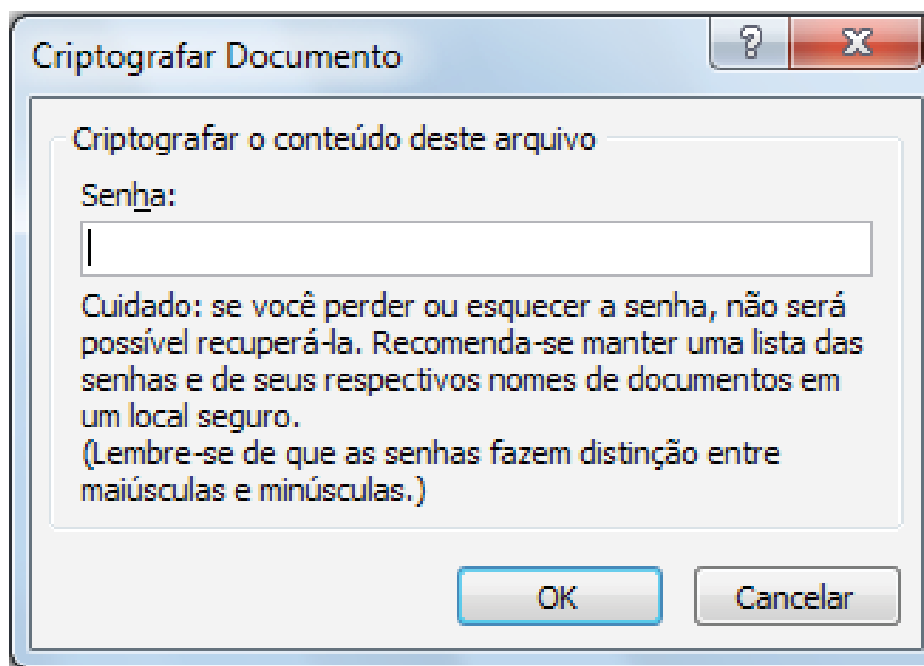 Criptografar Documento
Criptografar o conteúdo deste arquivo
Senha:
Cuidado: se você perder ou esquecer a senha, não será
possível recuperá-la. Recomenda-se manter uma lista das
senhas e de seus respectivos nomes de documentos em
um local seguro.
(Lembre-se de que as senhas fazem distinção entre
maiúsculas e minúsculas.)
OK Cancelar